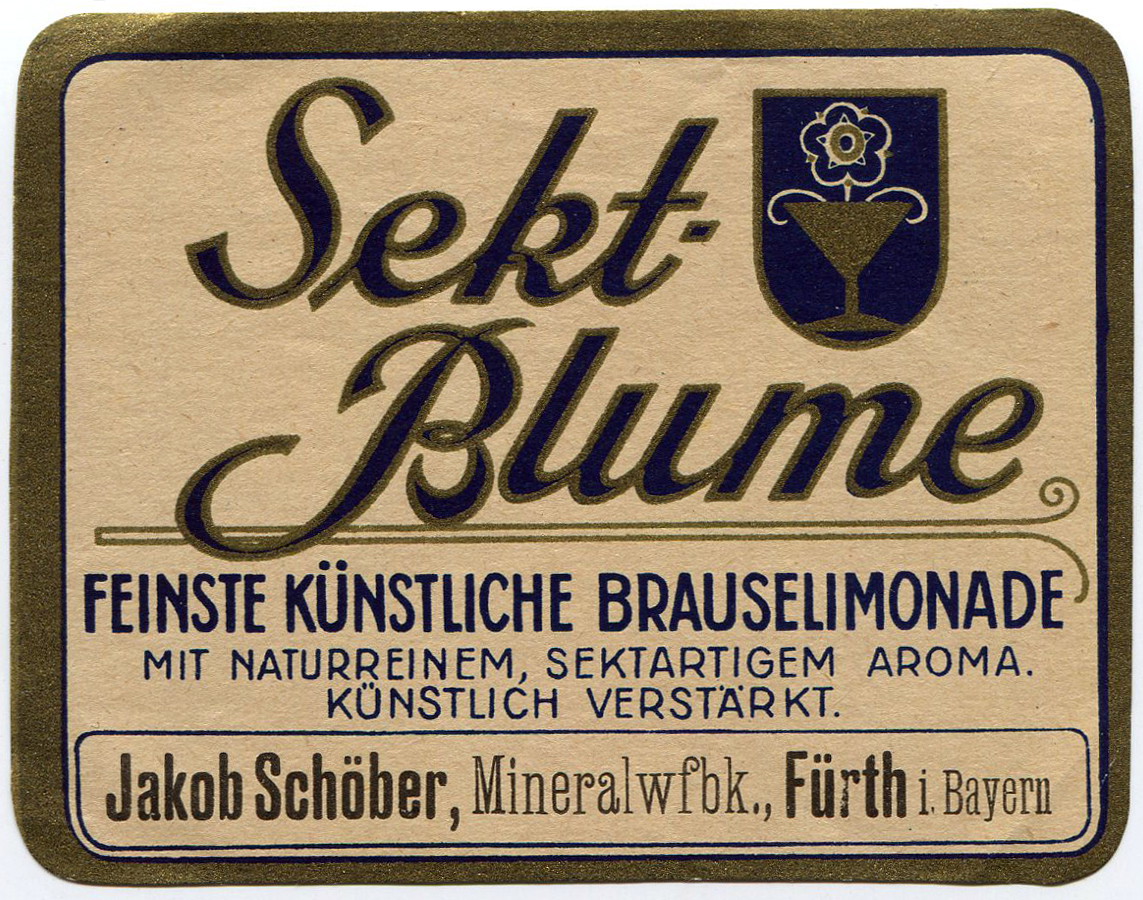 Sekt-
Blume
FEINSTE KÜNSTLICHE BRAUSELIMONADE
MIT NATURREINEM, SEKTARTIGEM AROMA.
KÜNSTLICH VERSTÄRKT.
Jakob Schöber, Mineralwfbk., Fürth i. Bayern